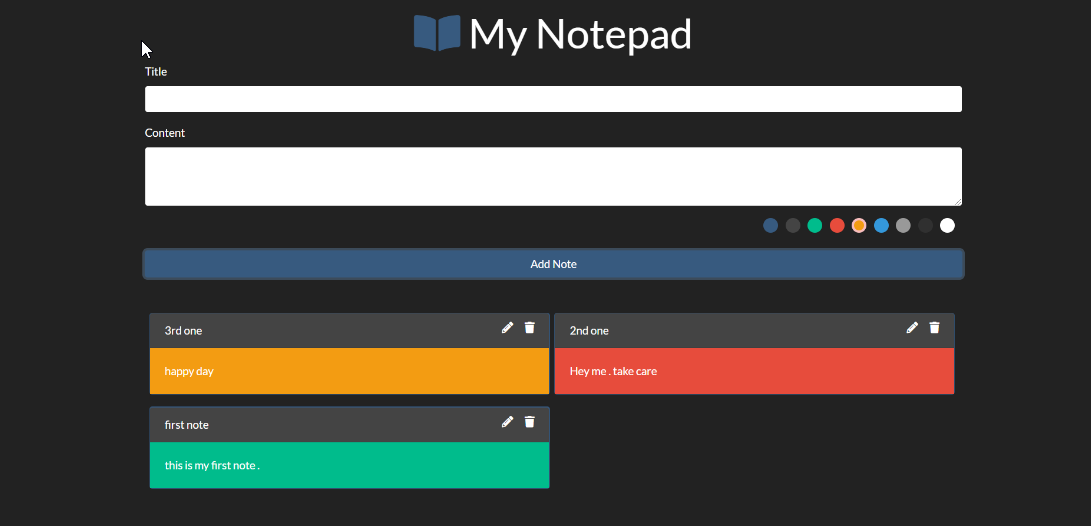 My Notepad
Title
Content
Add Note
3rd one
happy day
2nd one
Hey me . take care
first note
this is my first note .